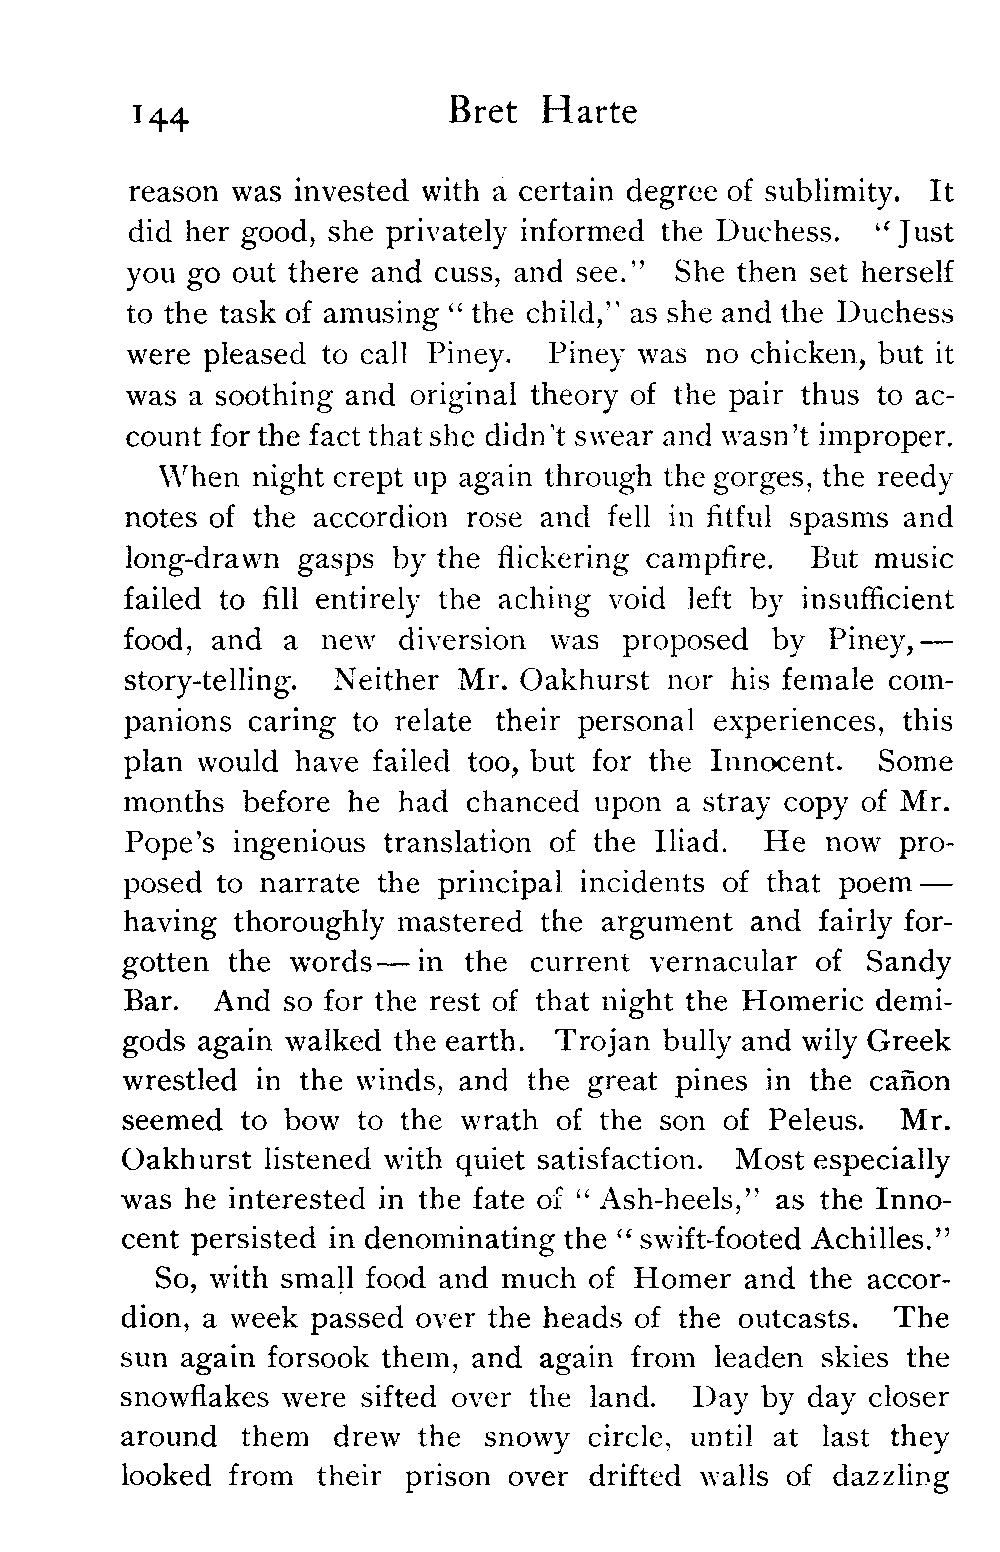 144 Bret Harte
reason was invested with a certain degree of sublimity. It
did her good, she privately informed the Duchess. "Just
you go out there and cuss, and see." She then set herself
to the task of amusing "the child," as she and the Duchess
were pleased to call Piney. Piney was no chicken, but it
was a soothing and original theory of the pair thus to ac-
count for the fact that she didn't swear and wasn't improper.
When night crept up again through the gorges, the reedy
notes of the accordion rose and fell in fitful spasms and
long-drawn gasps by the flickering campfire. But music
failed to fill entirely the aching void left by insufficient
food, and a new diversion was proposed by Piney,—
story-telling. Neither Mr. Oakhurst nor his female com-
panions caring to relate their personal experiences, this
plan would have failed too, but for the Innocent. Some
months before he had chanced upon a stray copy of Mr.
Pope's ingenious translation of the Iliad. He now pro-
posed to narrate the principal incidents of that poem —
having thoroughly mastered the argument and fairly for-
gotten the words — in the current vernacular of Sandy
Bar. And so for the rest of that night the Homeric demi-
gods again walked the earth. Trojan bully and wily Greek
wrestled in the winds, and the great pines in the cañon
seemed to bow to the wrath of the son of Peleus. Mr.
Oakhurst listened with quiet satisfaction. Most especially
was he interested in the fate of "Ash-heels," as the Inno-
cent persisted in denominating the "swift-footed Achilles."
So, with small food and much of Homer and the accor-
dion, a week passed over the heads of the outcasts. The
sun again forsook them, and again from leaden skies the
snowflakes were sifted over the land. Day by day closer
around them drew the snowy circle, until at last they
looked from their prison over drifted walls of dazzling